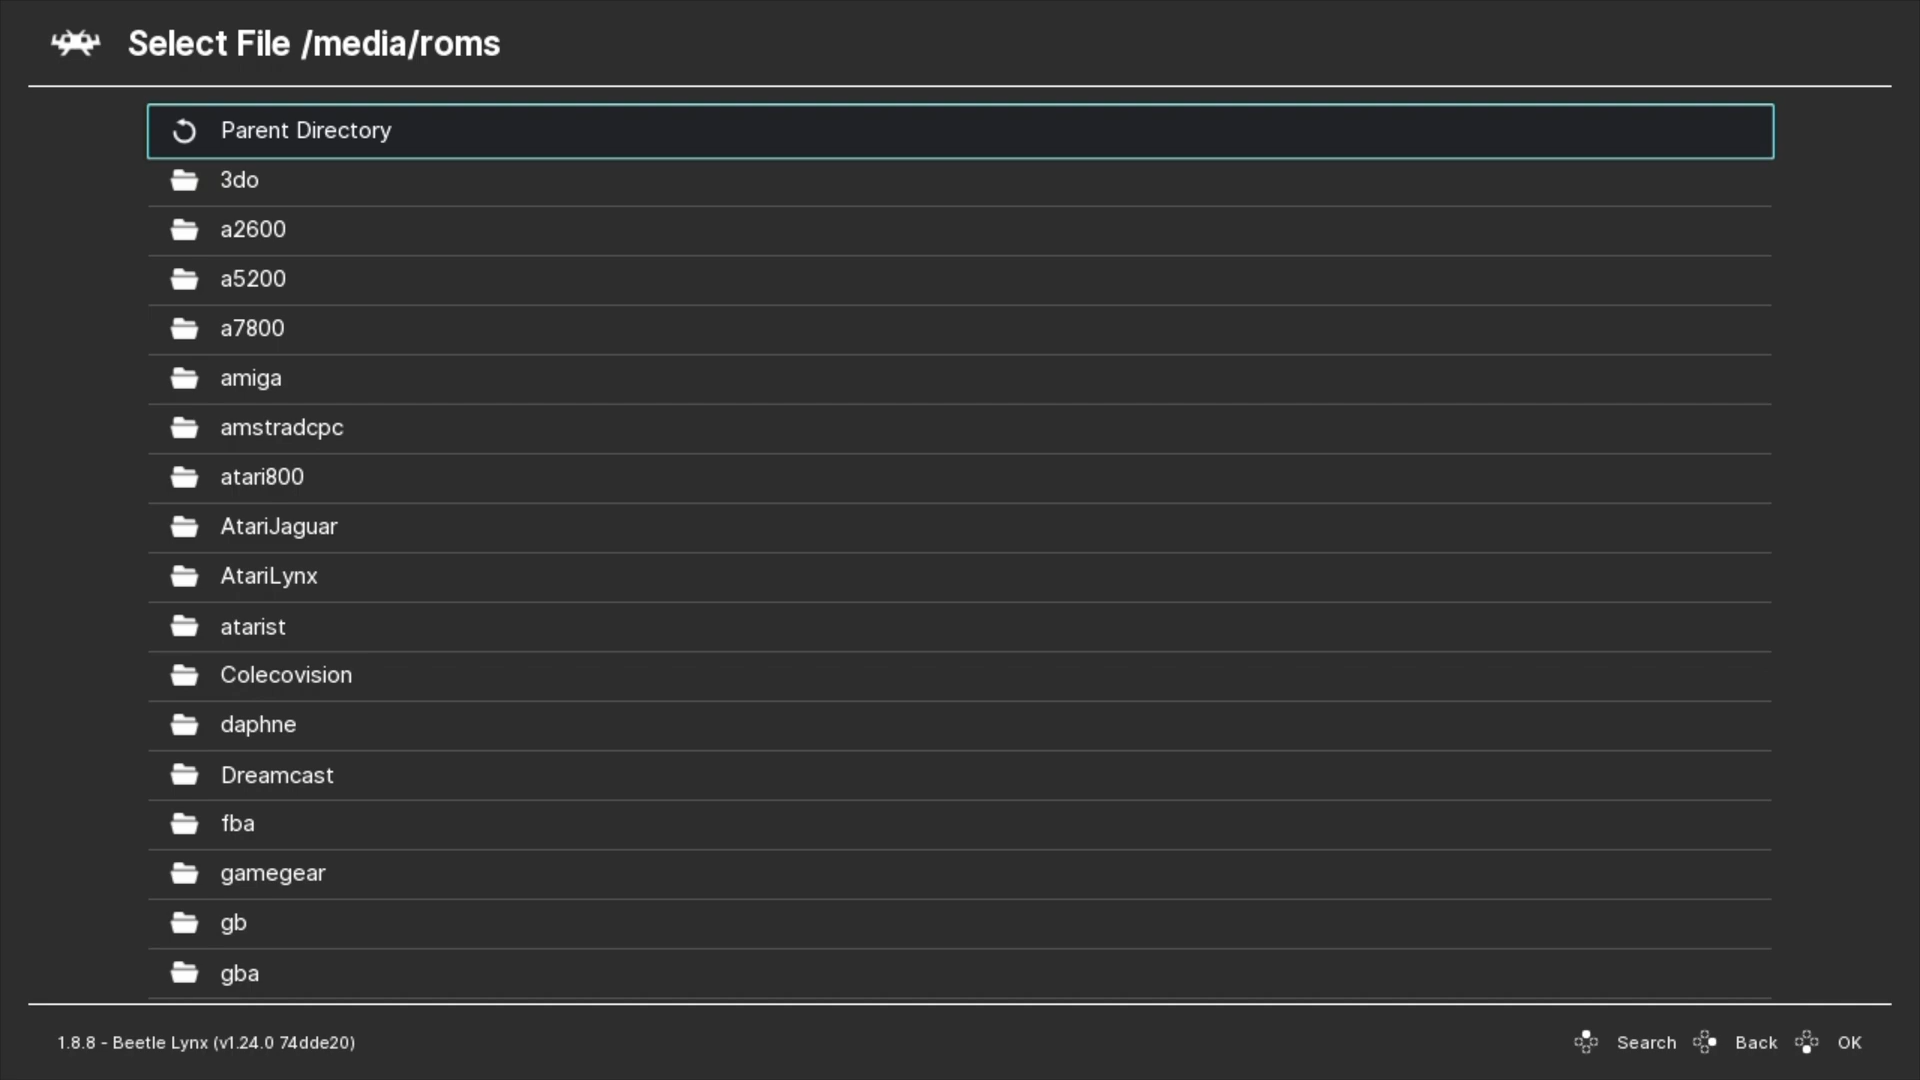 Select File /media/roms
Parent Directory
3do
a2600
a5200
a7800
amiga
amstradcpc
atari800
AtariJaguar
AtariLynx
atarist
Colecovision
daphne
Dreamcast
fba
gamegear
gb
gba
1.8.8 - Beetle Lynx (v1.24.0 74dde20) Search Back OK